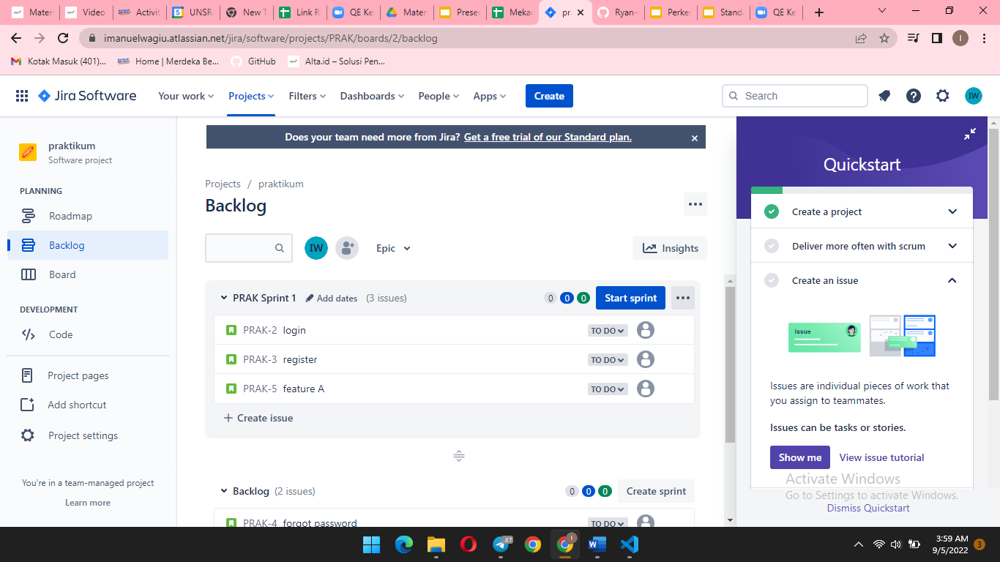 Mater
Video
Activit
UNSR
New T
Link R
QE Ke
Mater
Presen
Mekar
pra
Ryan-
Perker
Stand
QE Ke
imanuelwagiu.atlassian.net/jira/software/projects/PRAK/boards/2/backlog
I
Kotak Masuk (401)...
Home | Merdeka Be...
GitHub
Alta.id – Solusi Pen...
Jira Software
Your work
Projects
Filters
Dashboards
People
Apps
Create
Search
IW
praktikum
Software project
PLANNING
Roadmap
Backlog
Board
DEVELOPMENT
Code
Project pages
Add shortcut
Project settings
You're in a team-managed project
Learn more
Does your team need more from Jira? Get a free trial of our Standard plan.
Projects / praktikum
Backlog
IW
Epic
Insights
PRAK Sprint 1 Add dates (3 issues)
0 0 0
Start sprint
PRAK-2 login TO DO
PRAK-3 register TO DO
PRAK-5 feature A TO DO
+ Create issue
Backlog (2 issues)
0 0 0
Create sprint
PRAK-4 forgot password TO DO
Quickstart
Create a project
Deliver more often with scrum
Create an issue
Issue
Issues are individual pieces of work that
you assign to teammates.
Issues can be tasks or stories.
Show me
View issue tutorial
Activate Windows
Go to Settings to activate Windows.
Dismiss Quickstart
87
I
3:59 AM
9/5/2022
3